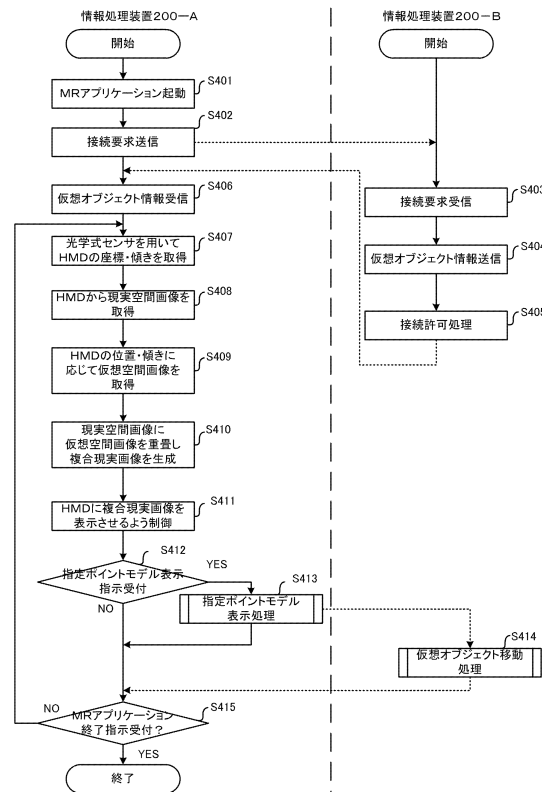 情報処理装置200-A
情報処理装置200-B
開始
開始
S401
MRアプリケーション起動
S402
接続要求送信
S406
仮想オブジェクト情報受信
S403
接続要求受信
S407
光学式センサを用いて
HMDの座標・傾きを取得
S404
仮想オブジェクト情報送信
S408
HMDから現実空間画像を
取得
S405
接続許可処理
S409
HMDの位置・傾きに
応じて仮想空間画像を
取得
S410
現実空間画像に
仮想空間画像を重畳し
複合現実画像を生成
S411
HMDに複合現実画像を
表示させるよう制御
S412
YES
指定ポイントモデル表示
指示受付
NO
S413
指定ポイントモデル
表示処理
S414
仮想オブジェクト移動
処理
S415
NO
MRアプリケーション
終了指示受付？
YES
終了